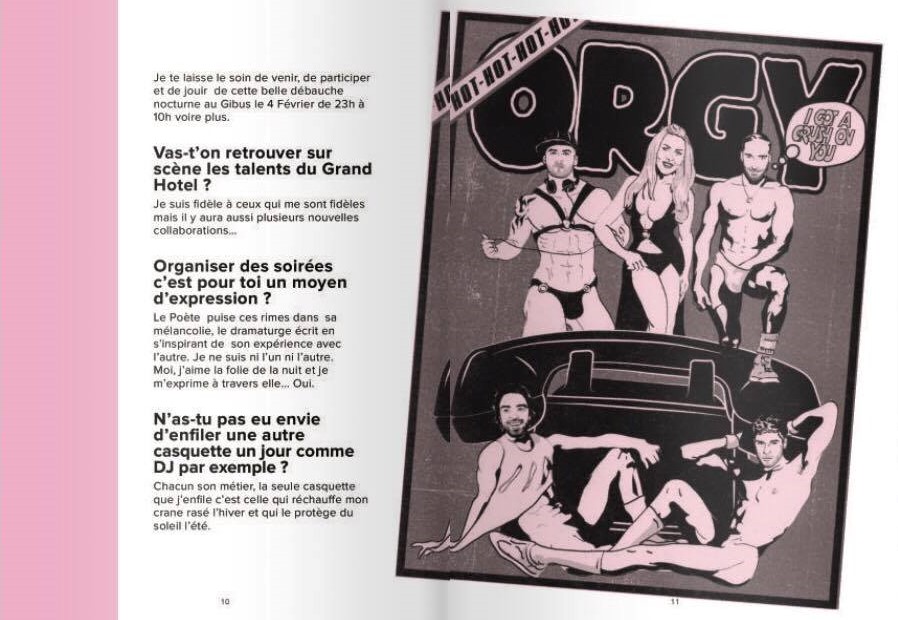 Je te laisse le soin de venir, de participer
et de jouir de cette belle débauche
nocturne au Gibus le 4 Février de 23h à
10h voire plus.
Vas-t'on retrouver sur
scène les talents du Grand
Hotel ?
Je suis fidèle à ceux qui me sont fidèles
mais il y aura aussi plusieurs nouvelles
collaborations...
Organiser des soirées
c'est pour toi un moyen
d'expression ?
Le Poète puise ces rimes dans sa
mélancolie, le dramaturge écrit en
s'inspirant de son expérience avec
l'autre. Je ne suis ni l'un ni l'autre.
Moi, j'aime la folie de la nuit et je
m'exprime à travers elle... Oui.
N'as-tu pas eu envie
d'enfiler une autre
casquette un jour comme
DJ par exemple ?
Chacun son métier, la seule casquette
que j'enfile c'est celle qui réchauffe mon
crane rasé l'hiver et qui le protège du
soleil l'été.
10
HOT-HOT-HOT-HOT
ORGY
I GOT A
CRUSH ON
YOU
11